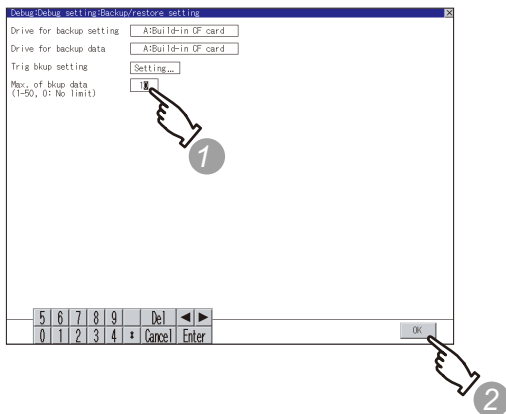 Debug:Debug setting:Backup/restore setting
Drive for backup setting A:Build-in CF card
Drive for backup data A:Build-in CF card
Trig bkup setting Setting...
Max. of bkup data
(1-50, 0: No limit)
1
5 6 7 8 9 Del ◄ ►
0 1 2 3 4 * Cancel Enter
OK
2